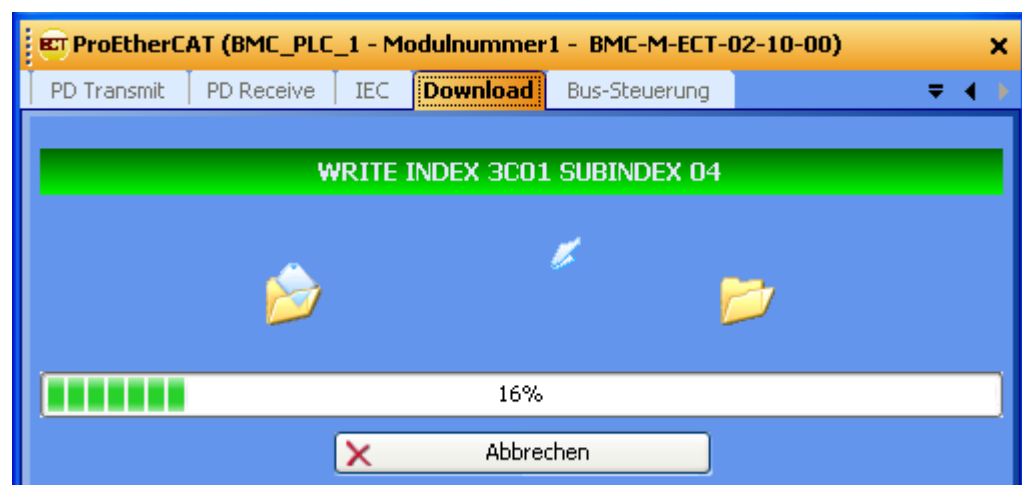 ECT ProEtherCAT (BMC_PLC_1 - Modulnummer1 - BMC-M-ECT-02-10-00)
PD Transmit PD Receive IEC Download Bus-Steuerung
WRITE INDEX 3C01 SUBINDEX 04
16%
Abbrechen